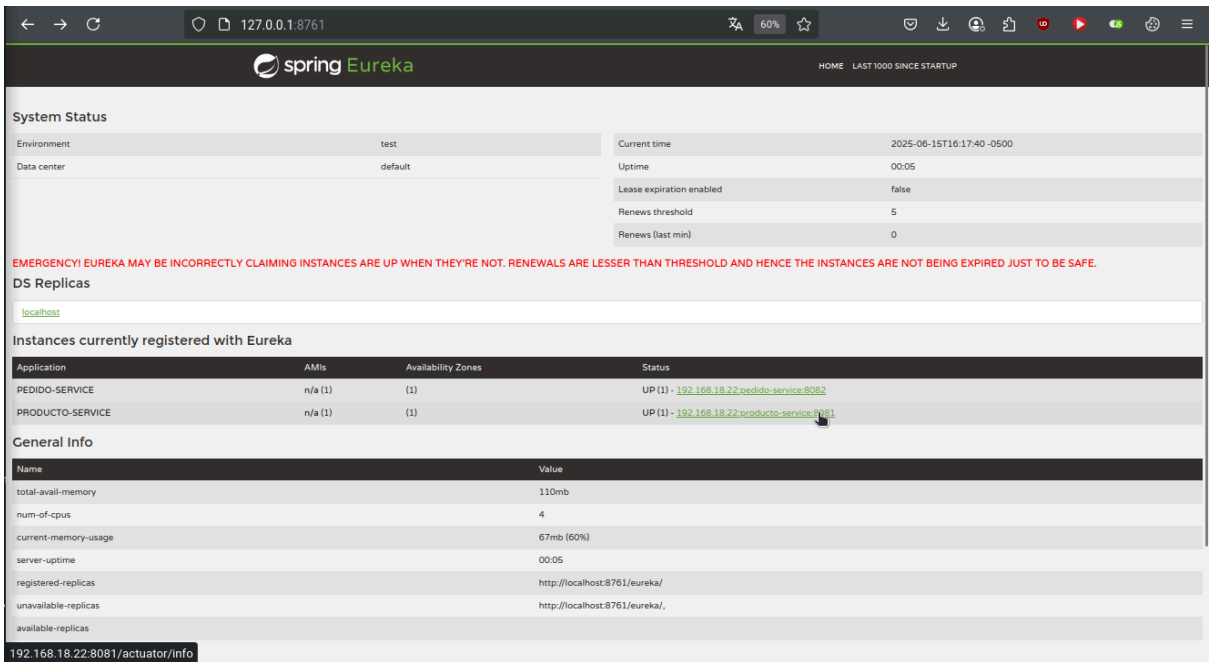 127.0.0.1:8761 60%
spring Eureka HOME LAST 1000 SINCE STARTUP
System Status
Environment test Current time 2025-06-15T16:17:40 -0500
Data center default Uptime 00:05
Lease expiration enabled false
Renews threshold 5
Renews (last min) 0
EMERGENCY! EUREKA MAY BE INCORRECTLY CLAIMING INSTANCES ARE UP WHEN THEY'RE NOT. RENEWALS ARE LESSER THAN THRESHOLD AND HENCE THE INSTANCES ARE NOT BEING EXPIRED JUST TO BE SAFE.
DS Replicas
localhost
Instances currently registered with Eureka
Application AMIs Availability Zones Status
PEDIDO-SERVICE n/a (1) (1) UP (1) - 192.168.18.22:pedido-service:8082
PRODUCTO-SERVICE n/a (1) (1) UP (1) - 192.168.18.22:producto-service:8081
General Info
Name Value
total-avail-memory 110mb
num-of-cpus 4
current-memory-usage 67mb (60%)
server-uptime 00:05
registered-replicas http://localhost:8761/eureka/
unavailable-replicas http://localhost:8761/eureka/,
available-replicas
192.168.18.22:8081/actuator/info